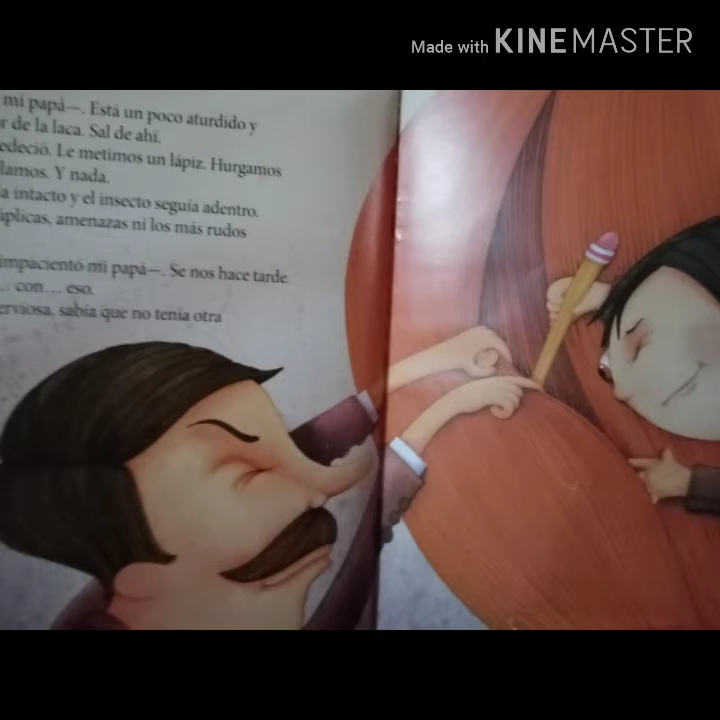 Made with KINEMASTER
mi papá—. Está un poco aturdido y
r de la laca. Sal de ahí.
edeció. Le metimos un lápiz. Hurgamos
lamos. Y nada.
a intacto y el insecto seguía adentro.
úplicas, amenazas ni los más rudos
impacientó mi papá—. Se nos hace tarde.
... con... eso.
erviosa, sabía que no tenía otra